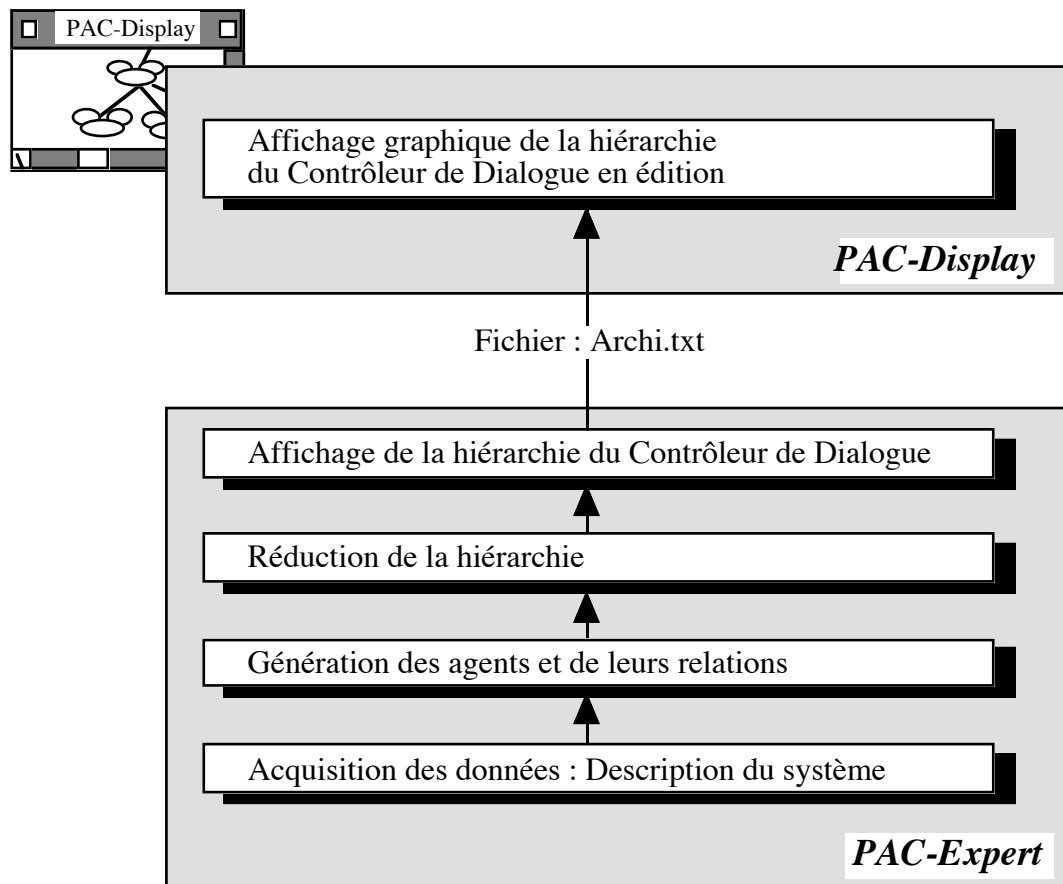 PAC-Display
Affichage graphique de la hiérarchie
du Contrôleur de Dialogue en édition
PAC-Display
Fichier : Archi.txt
Affichage de la hiérarchie du Contrôleur de Dialogue
Réduction de la hiérarchie
Génération des agents et de leurs relations
Acquisition des données : Description du système
PAC-Expert